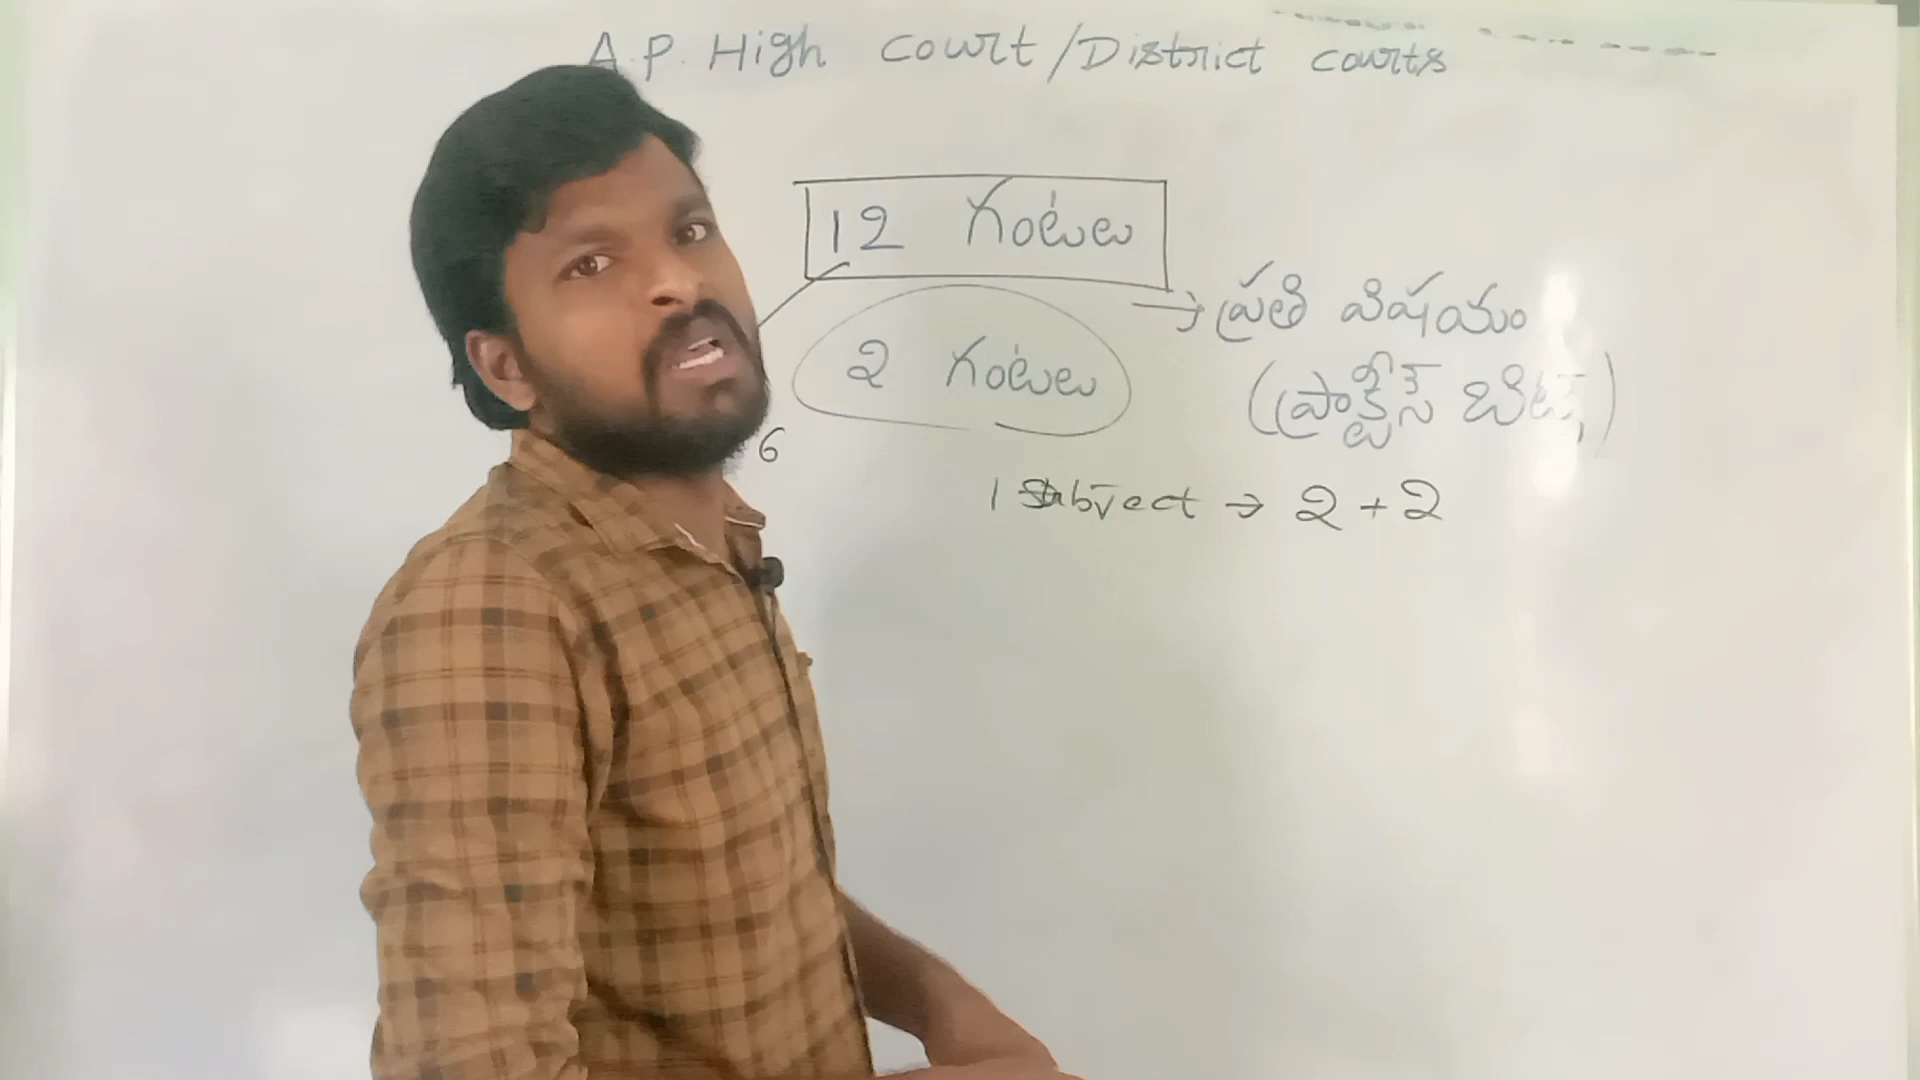 A.P. High Court/District courts
12 గంటలు
2 గంటలు
→ ప్రతి విషయం
(ప్రాక్టీస్ బిట్స్)
6
1 Subject → 2 + 2